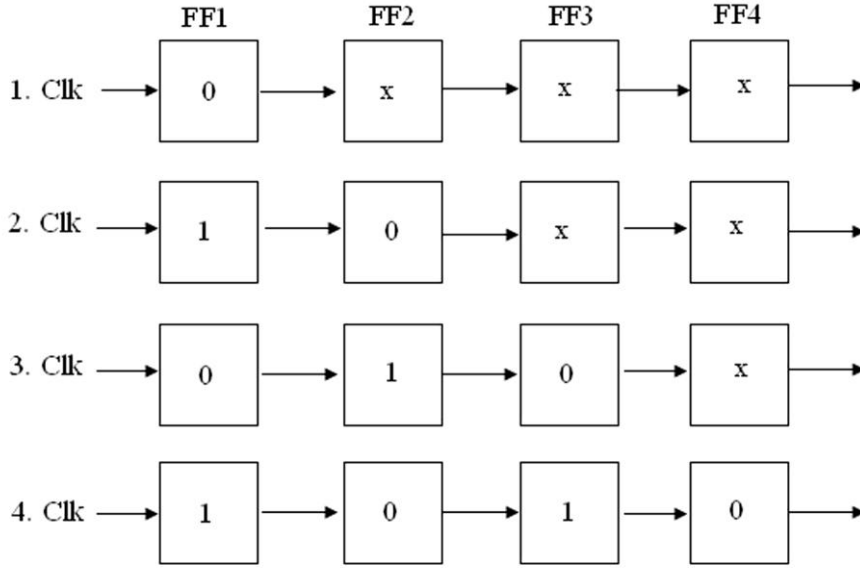 FF1 FF2 FF3 FF4
1. Clk 0 x x x
2. Clk 1 0 x x
3. Clk 0 1 0 x
4. Clk 1 0 1 0